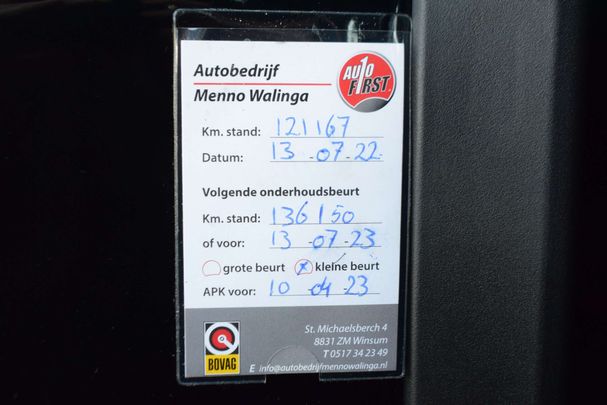 Autobedrijf
Menno Walinga
AUTO
FIRST
Km. stand: 121167
Datum: 13-07-22
Volgende onderhoudsbeurt
Km. stand: 136150
of voor: 13-07-23
grote beurt kleine beurt
APK voor: 10-04-23
St. Michaelsberch 4
8831 ZM Winsum
T 0517 34 23 49
E info@autobedrijfmennowalinga.nl
BOVAG